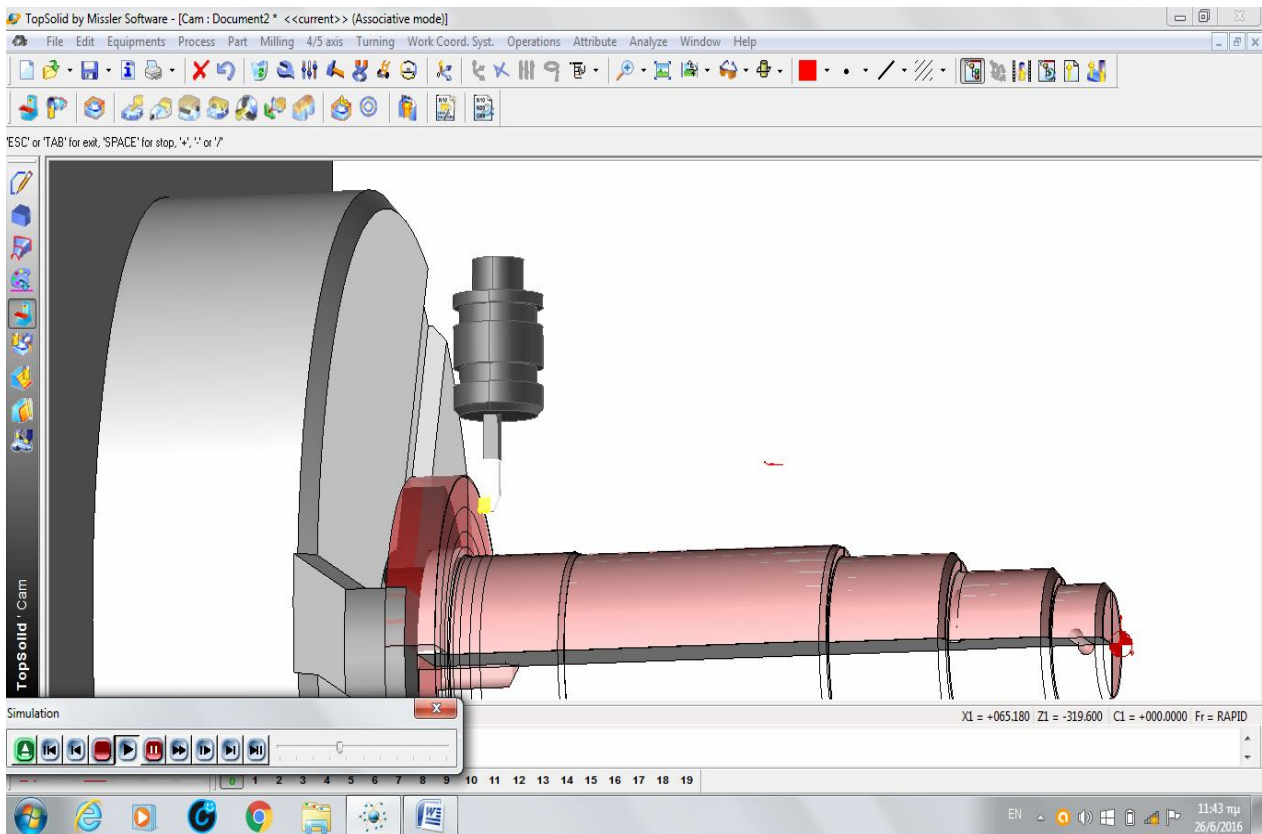 TopSolid by Missler Software - [Cam : Document2 *  <<current>> (Associative mode)]
File Edit Equipments Process Part Milling 4/5 axis Turning Work Coord. Syst. Operations Attribute Analyze Window Help
'ESC' or 'TAB' for exit, 'SPACE' for stop, '+', '-' or '/'
TopSolid'Cam
Simulation
X1 = +065.180 Z1 = -319.600 C1 = +000.0000 Fr = RAPID
0 1 2 3 4 5 6 7 8 9 10 11 12 13 14 15 16 17 18 19
EN
11:43 πμ
26/6/2016